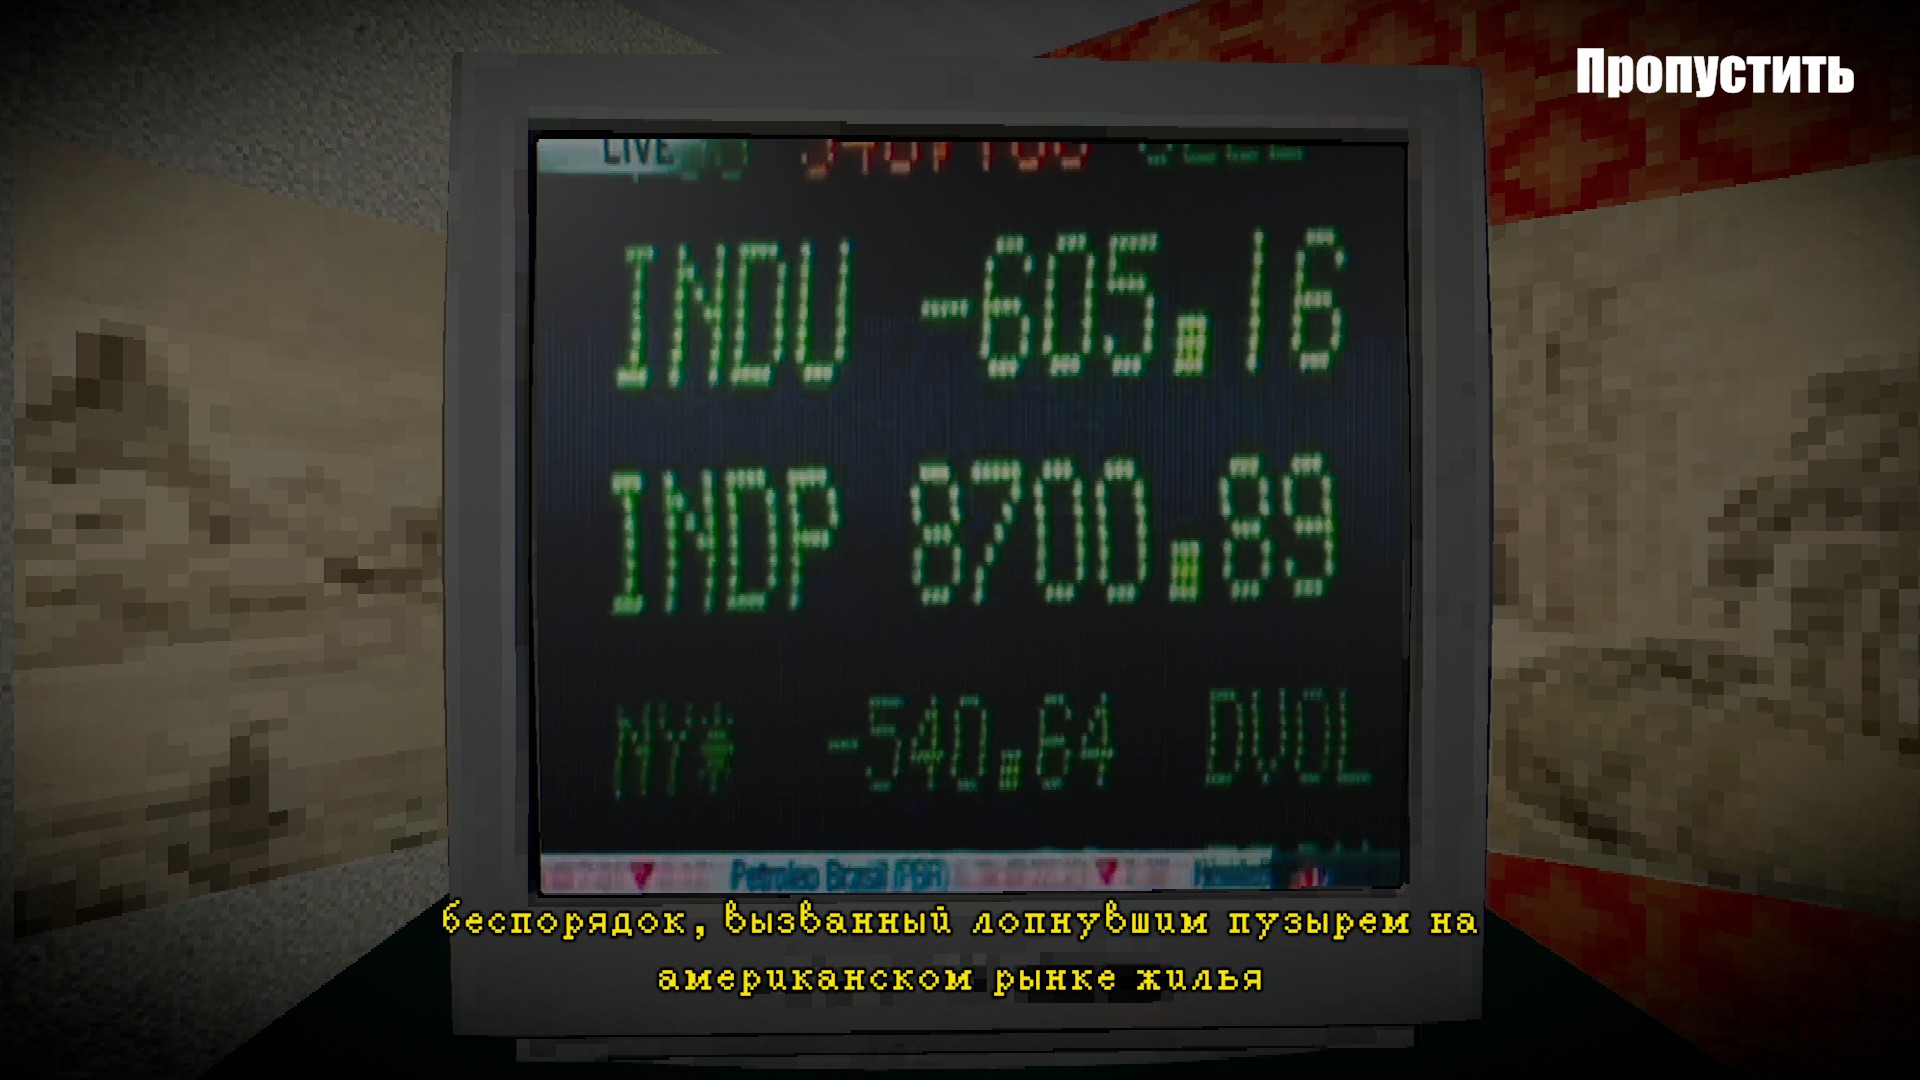 Пропустить
LIVE
INDU -605.16
INDP 8700.89
NY* -540.64 DVOL
Petroleo Brasil (PBR)
беспорядок, вызванный лопнувшим пузырем на
американском рынке жилья